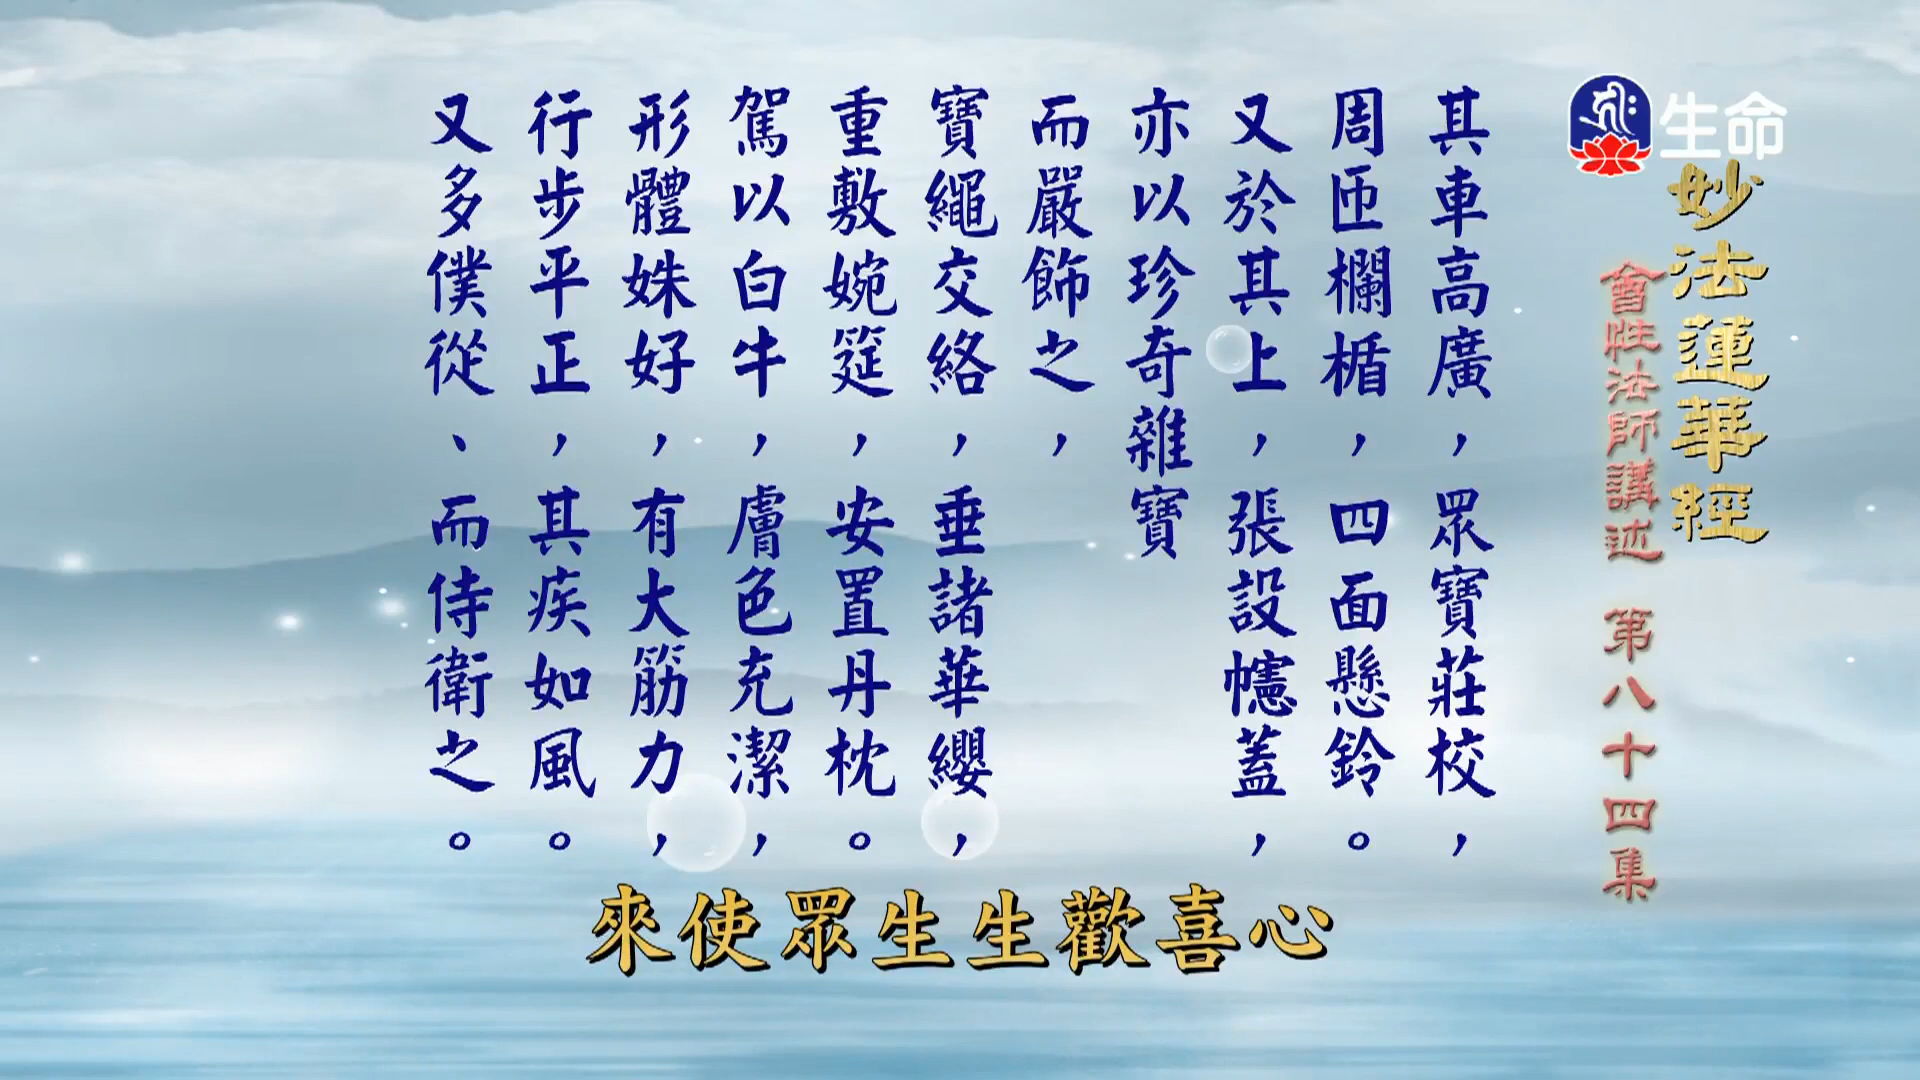 生命
妙法蓮華經
會性法師講述 第八十四集
其車高廣，眾寶莊校，
周匝欄楯，四面懸鈴。
又於其上，張設幰蓋，
亦以珍奇雜寶
而嚴飾之，
寶繩交絡，垂諸華纓，
重敷婉筵，安置丹枕。
駕以白牛，膚色充潔，
形體姝好，有大筋力，
行步平正，其疾如風。
又多僕從、而侍衛之。
來使眾生生歡喜心